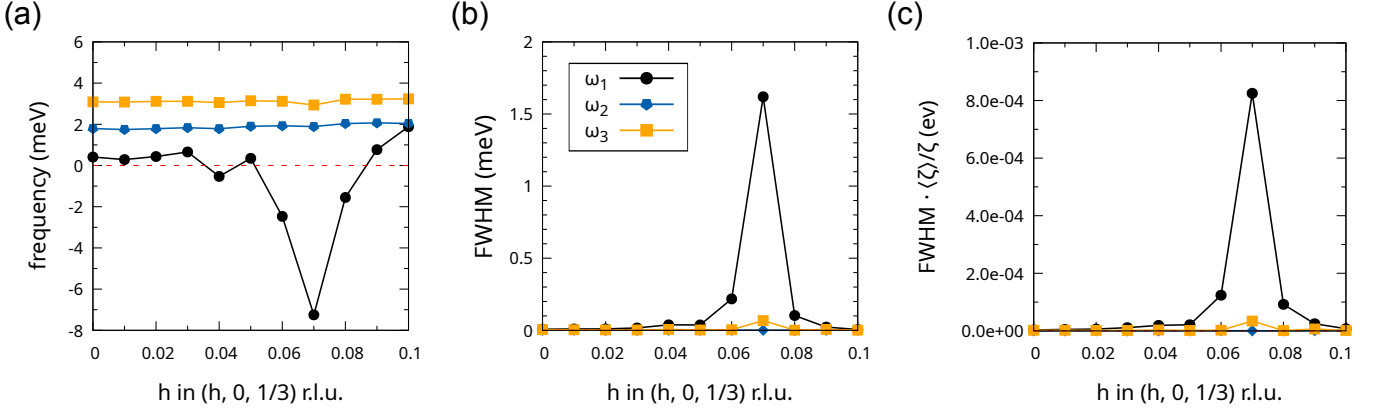 (a)
frequency (meV)
6
4
2
0
-2
-4
-6
-8
0 0.02 0.04 0.06 0.08 0.1
h in (h, 0, 1/3) r.l.u.
(b)
FWHM (meV)
2
1.5
1
0.5
0
ω1
ω2
ω3
0 0.02 0.04 0.06 0.08 0.1
h in (h, 0, 1/3) r.l.u.
(c)
FWHM · ⟨ζ⟩/ζ (ev)
1.0e-03
8.0e-04
6.0e-04
4.0e-04
2.0e-04
0.0e+00
0 0.02 0.04 0.06 0.08 0.1
h in (h, 0, 1/3) r.l.u.